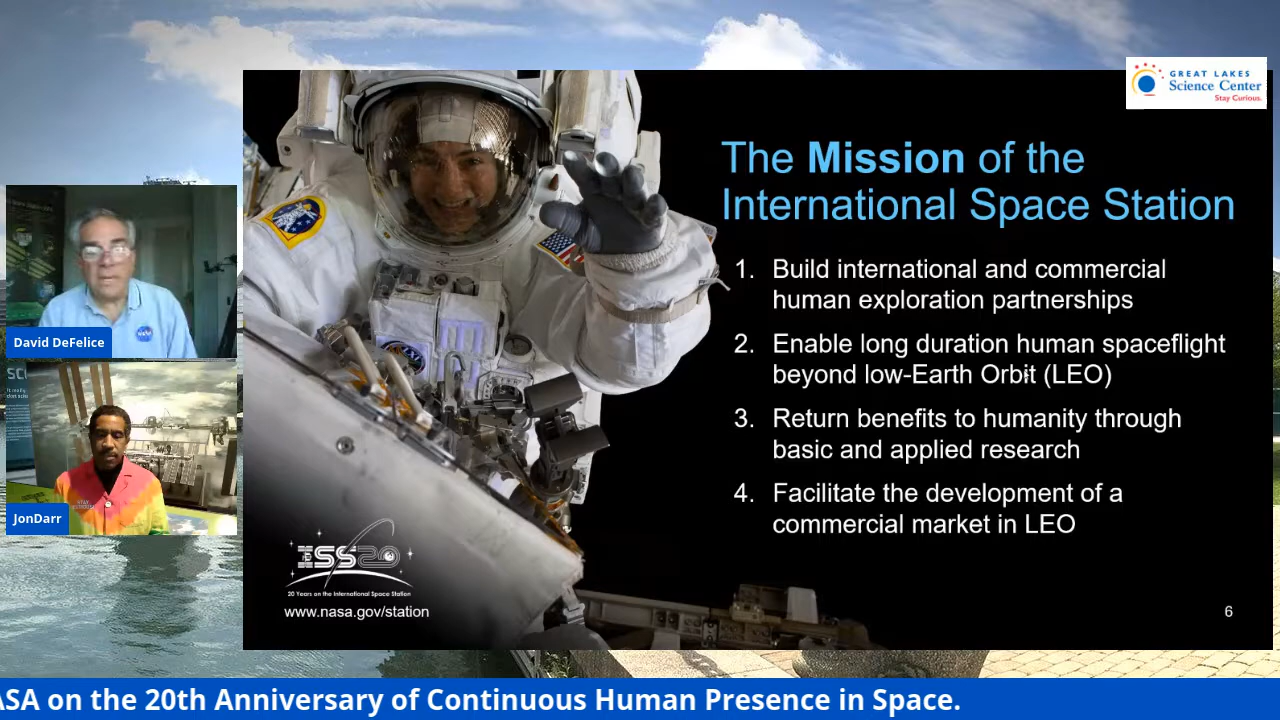 GREAT LAKES
Science Center
Stay Curious.
The Mission of the
International Space Station
1. Build international and commercial
human exploration partnerships
2. Enable long duration human spaceflight
beyond low-Earth Orbit (LEO)
3. Return benefits to humanity through
basic and applied research
4. Facilitate the development of a
commercial market in LEO
David DeFelice
JonDarr
ISS20
20 Years on the International Space Station
www.nasa.gov/station
6
ASA on the 20th Anniversary of Continuous Human Presence in Space.